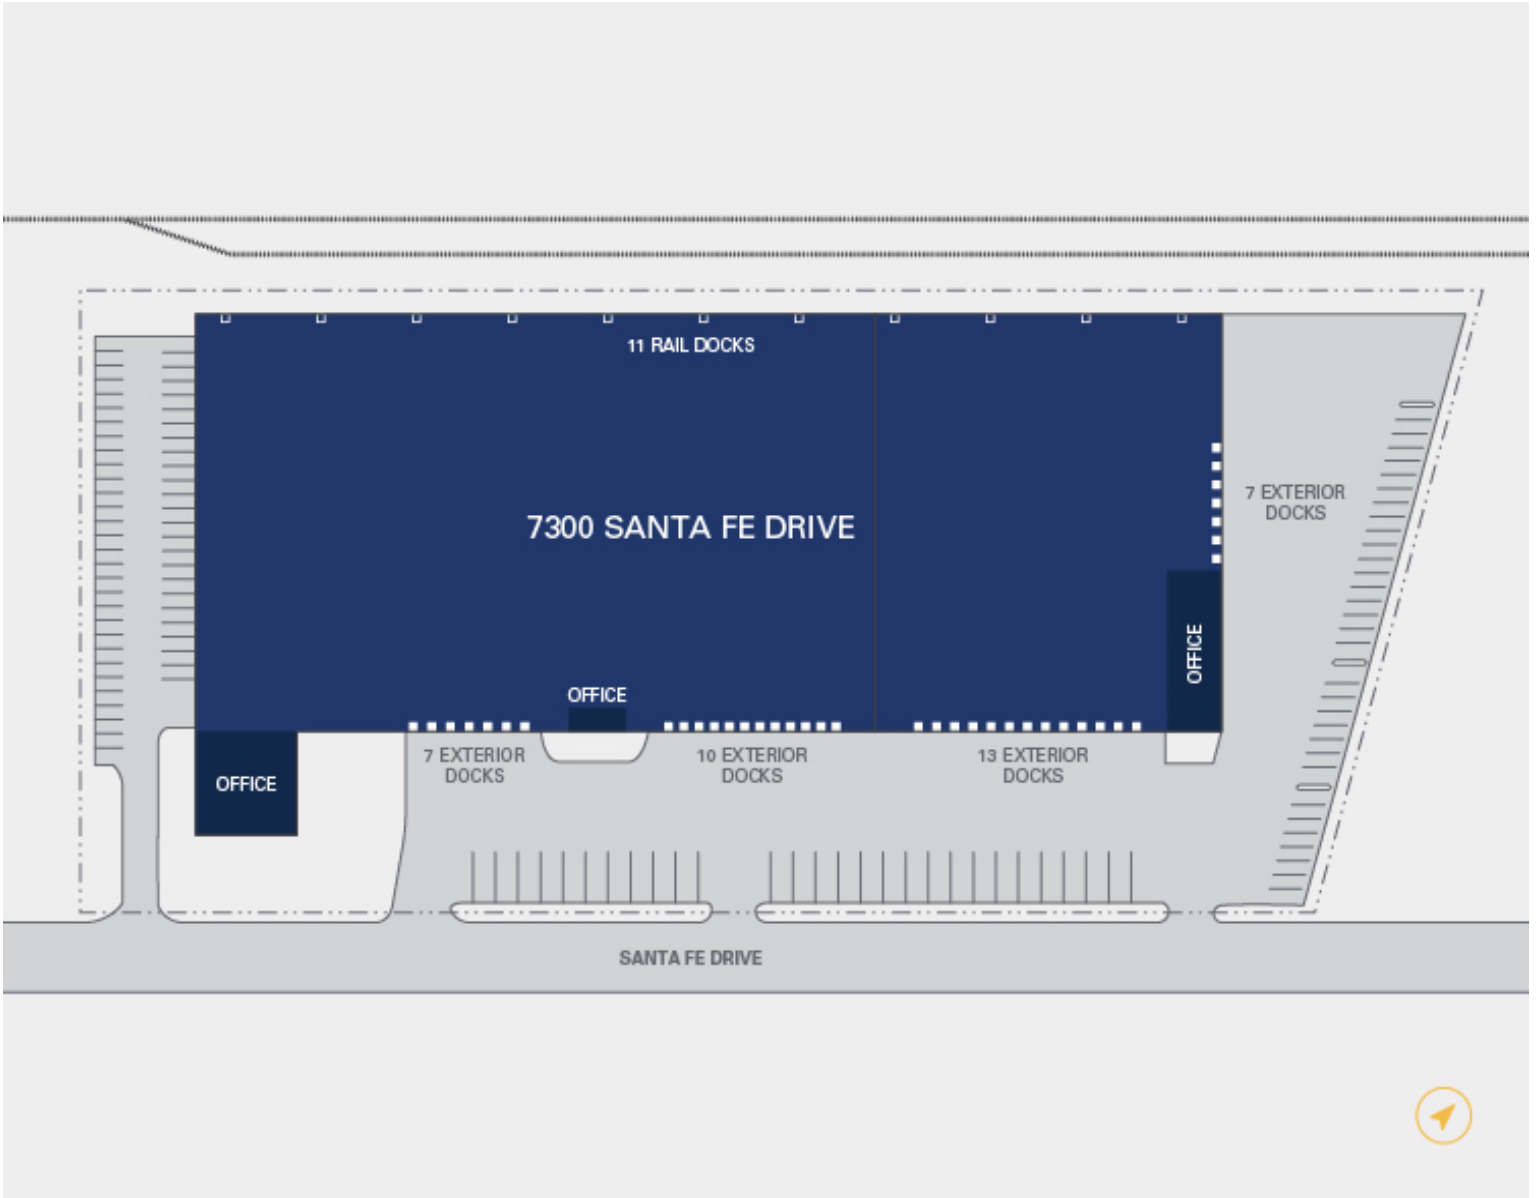 11 RAIL DOCKS
7300 SANTA FE DRIVE
7 EXTERIOR
DOCKS
OFFICE
OFFICE
OFFICE
7 EXTERIOR
DOCKS
10 EXTERIOR
DOCKS
13 EXTERIOR
DOCKS
SANTA FE DRIVE